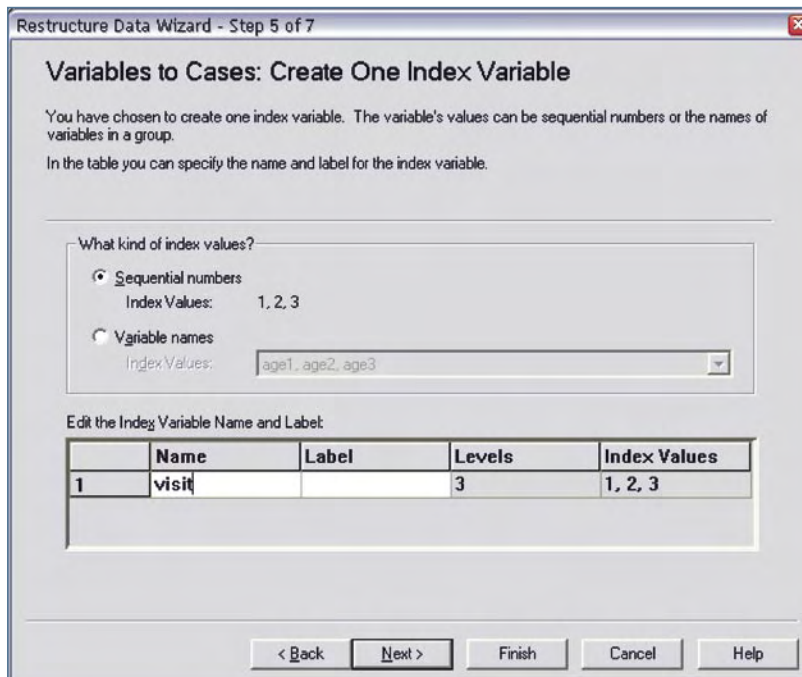 Restructure Data Wizard - Step 5 of 7
Variables to Cases: Create One Index Variable
You have chosen to create one index variable. The variable's values can be sequential numbers or the names of
variables in a group.
In the table you can specify the name and label for the index variable.
What kind of index values?
Sequential numbers
Index Values: 1, 2, 3
Variable names
Index Values: age1, age2, age3
Edit the Index Variable Name and Label:
Name Label Levels Index Values
1 visit 3 1, 2, 3
< Back Next > Finish Cancel Help